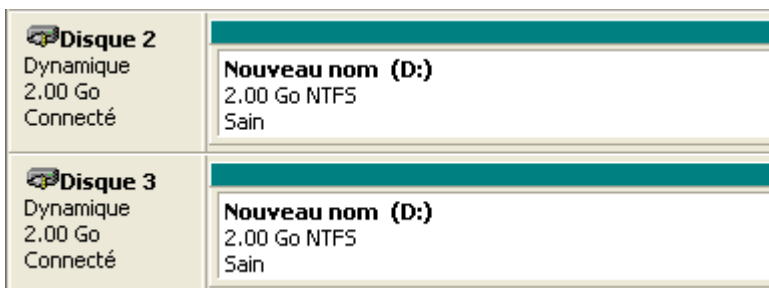 Disque 2
Dynamique
2.00 Go
Connecté
Nouveau nom (D:)
2.00 Go NTFS
Sain
Disque 3
Dynamique
2.00 Go
Connecté
Nouveau nom (D:)
2.00 Go NTFS
Sain